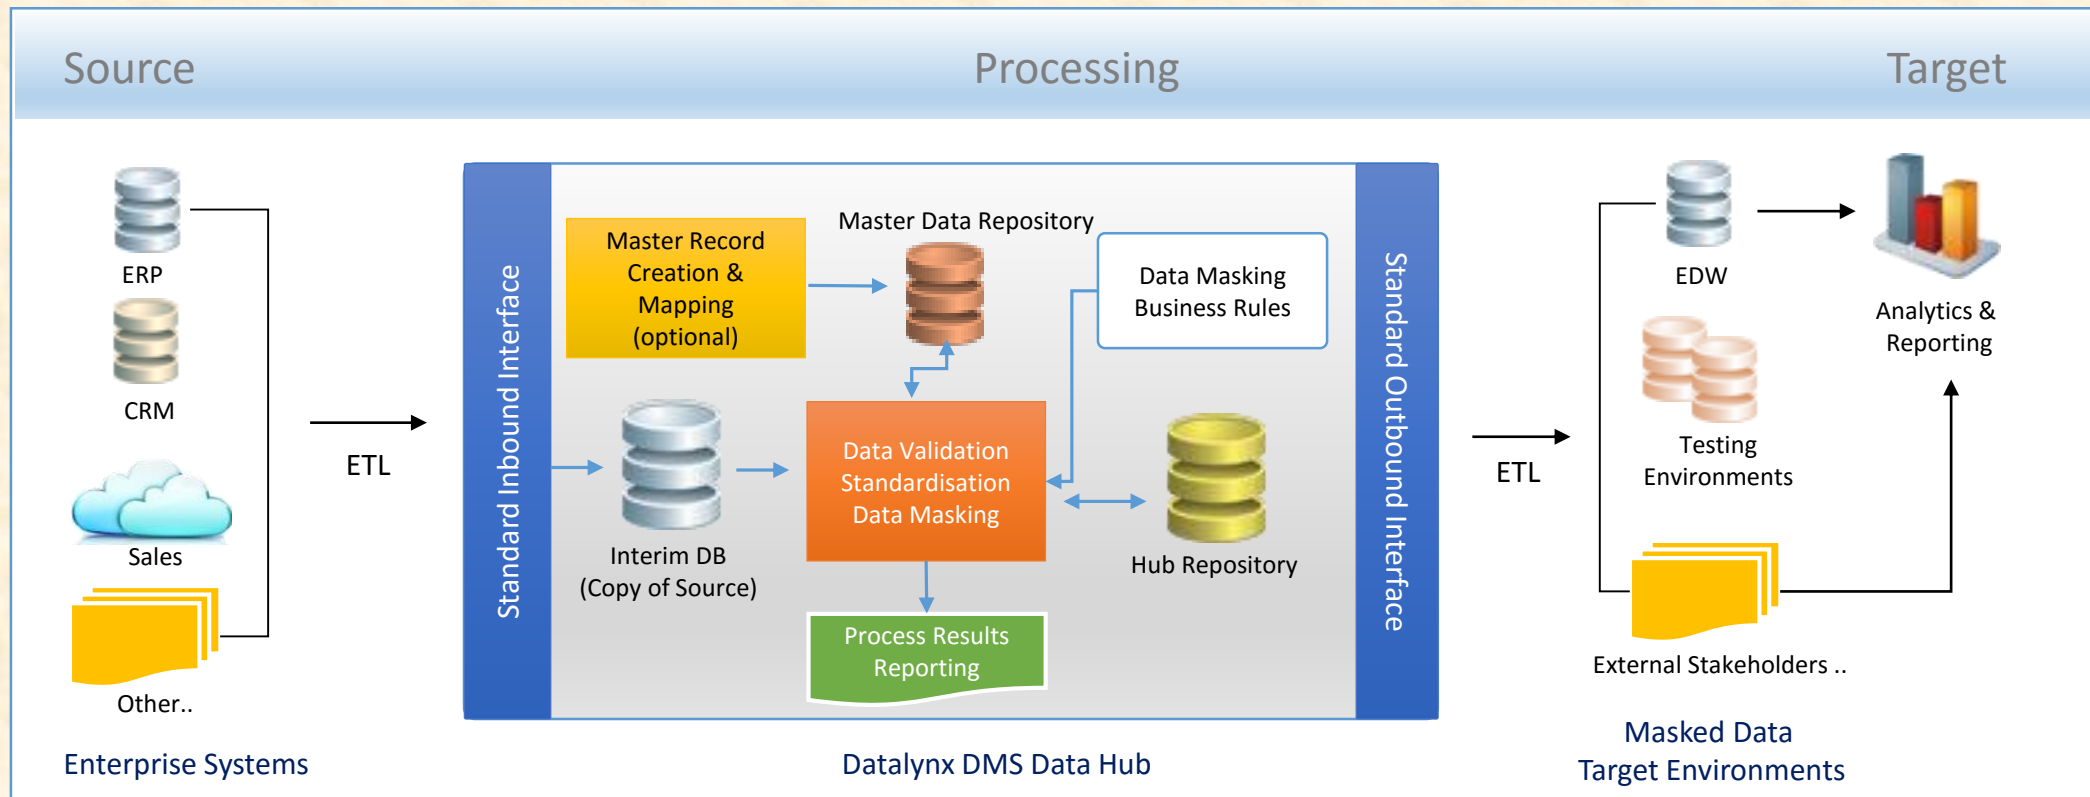 Source
Processing
Target
ERP
CRM
Sales
Other..
Enterprise Systems
ETL
Standard Inbound Interface
Master Record
Creation &
Mapping
(optional)
Master Data Repository
Data Masking
Business Rules
Interim DB
(Copy of Source)
Data Validation
Standardisation
Data Masking
Hub Repository
Process Results
Reporting
Standard Outbound Interface
Datalynx DMS Data Hub
ETL
EDW
Analytics &
Reporting
Testing
Environments
External Stakeholders ..
Masked Data
Target Environments